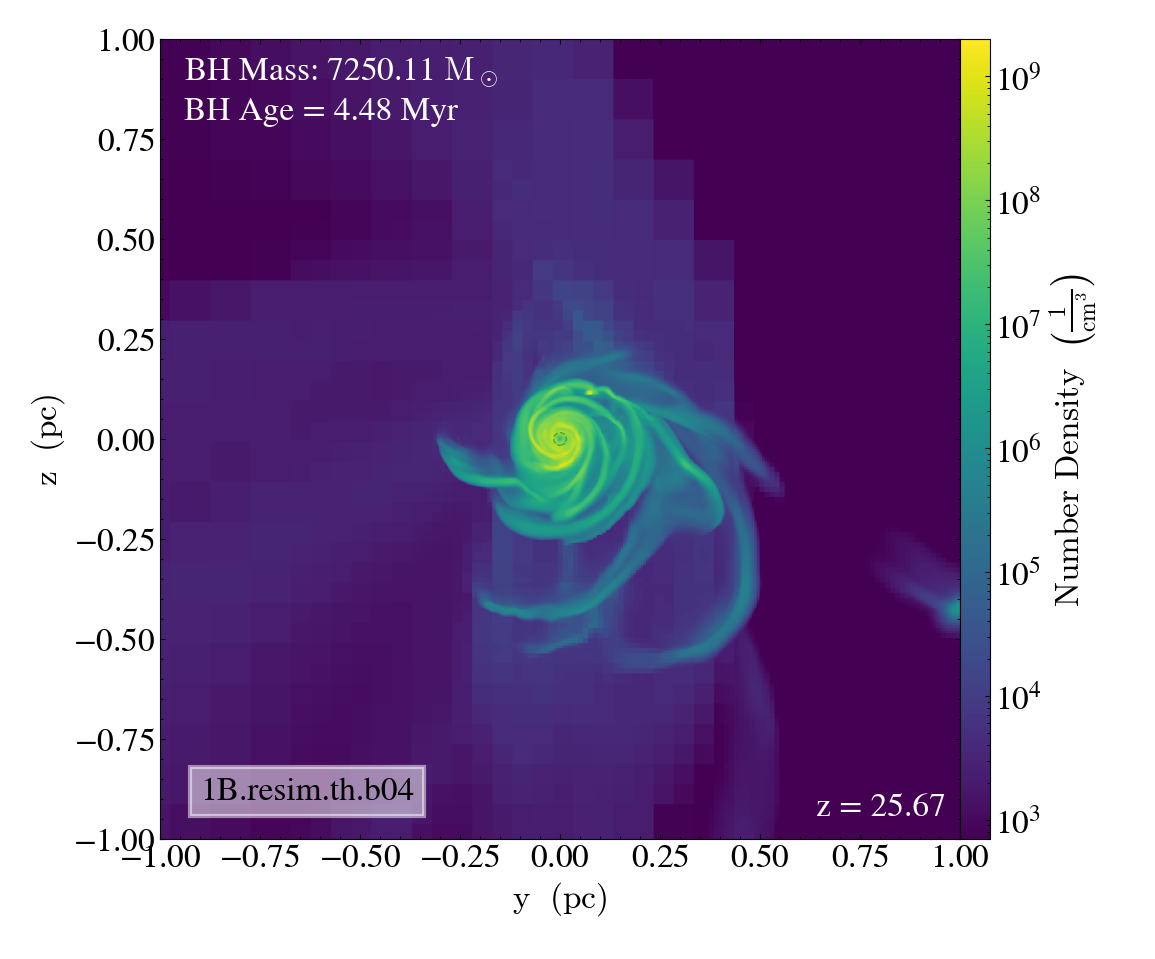 BH Mass: 7250.11 M⊙
BH Age = 4.48 Myr
1B.resim.th.b04
z = 25.67
1.00
0.75
0.50
0.25
0.00
−0.25
−0.50
−0.75
−1.00
z (pc)
−1.00 −0.75 −0.50 −0.25 0.00 0.25 0.50 0.75 1.00
y (pc)
10⁹
10⁸
10⁷
10⁶
10⁵
10⁴
10³
Number Density (1/cm³)